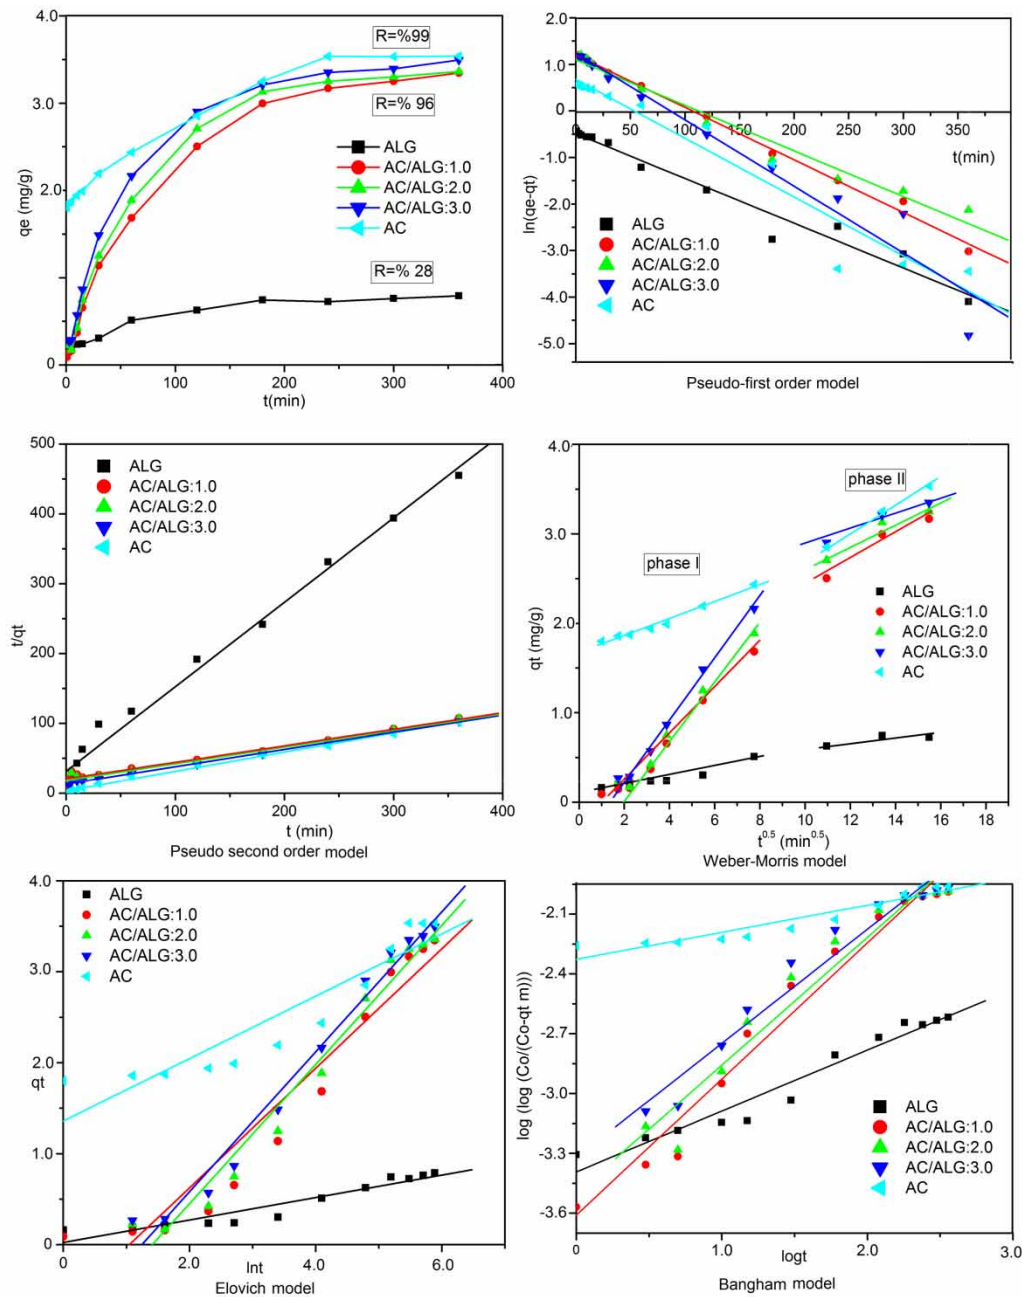 4.0
3.0
2.0
1.0
0
qe (mg/g)
R=%99
R=% 96
ALG
AC/ALG:1.0
AC/ALG:2.0
AC/ALG:3.0
AC
R=% 28
0
100
200
300
400
t(min)
2.0
1.0
0
-1.0
-2.0
-3.0
-4.0
-5.0
ln(qe-qt)
50
100
150
200
250
300
350
t(min)
ALG
AC/ALG:1.0
AC/ALG:2.0
AC/ALG:3.0
AC
Pseudo-first order model
500
400
300
200
100
0
t/qt
ALG
AC/ALG:1.0
AC/ALG:2.0
AC/ALG:3.0
AC
0
100
200
300
400
t (min)
Pseudo second order model
4.0
3.0
2.0
1.0
0
qt (mg/g)
phase II
phase I
ALG
AC/ALG:1.0
AC/ALG:2.0
AC/ALG:3.0
AC
0
2
4
6
8
10
12
14
16
18
t^0.5 (min^0.5)
Weber-Morris model
4.0
3.0
2.0
1.0
0
qt
ALG
AC/ALG:1.0
AC/ALG:2.0
AC/ALG:3.0
AC
0
2.0
4.0
6.0
lnt
Elovich model
-2.1
-2.4
-2.7
-3.0
-3.3
-3.6
log (log (Co/(Co-qt m)))
ALG
AC/ALG:1.0
AC/ALG:2.0
AC/ALG:3.0
AC
0
1.0
2.0
3.0
logt
Bangham model